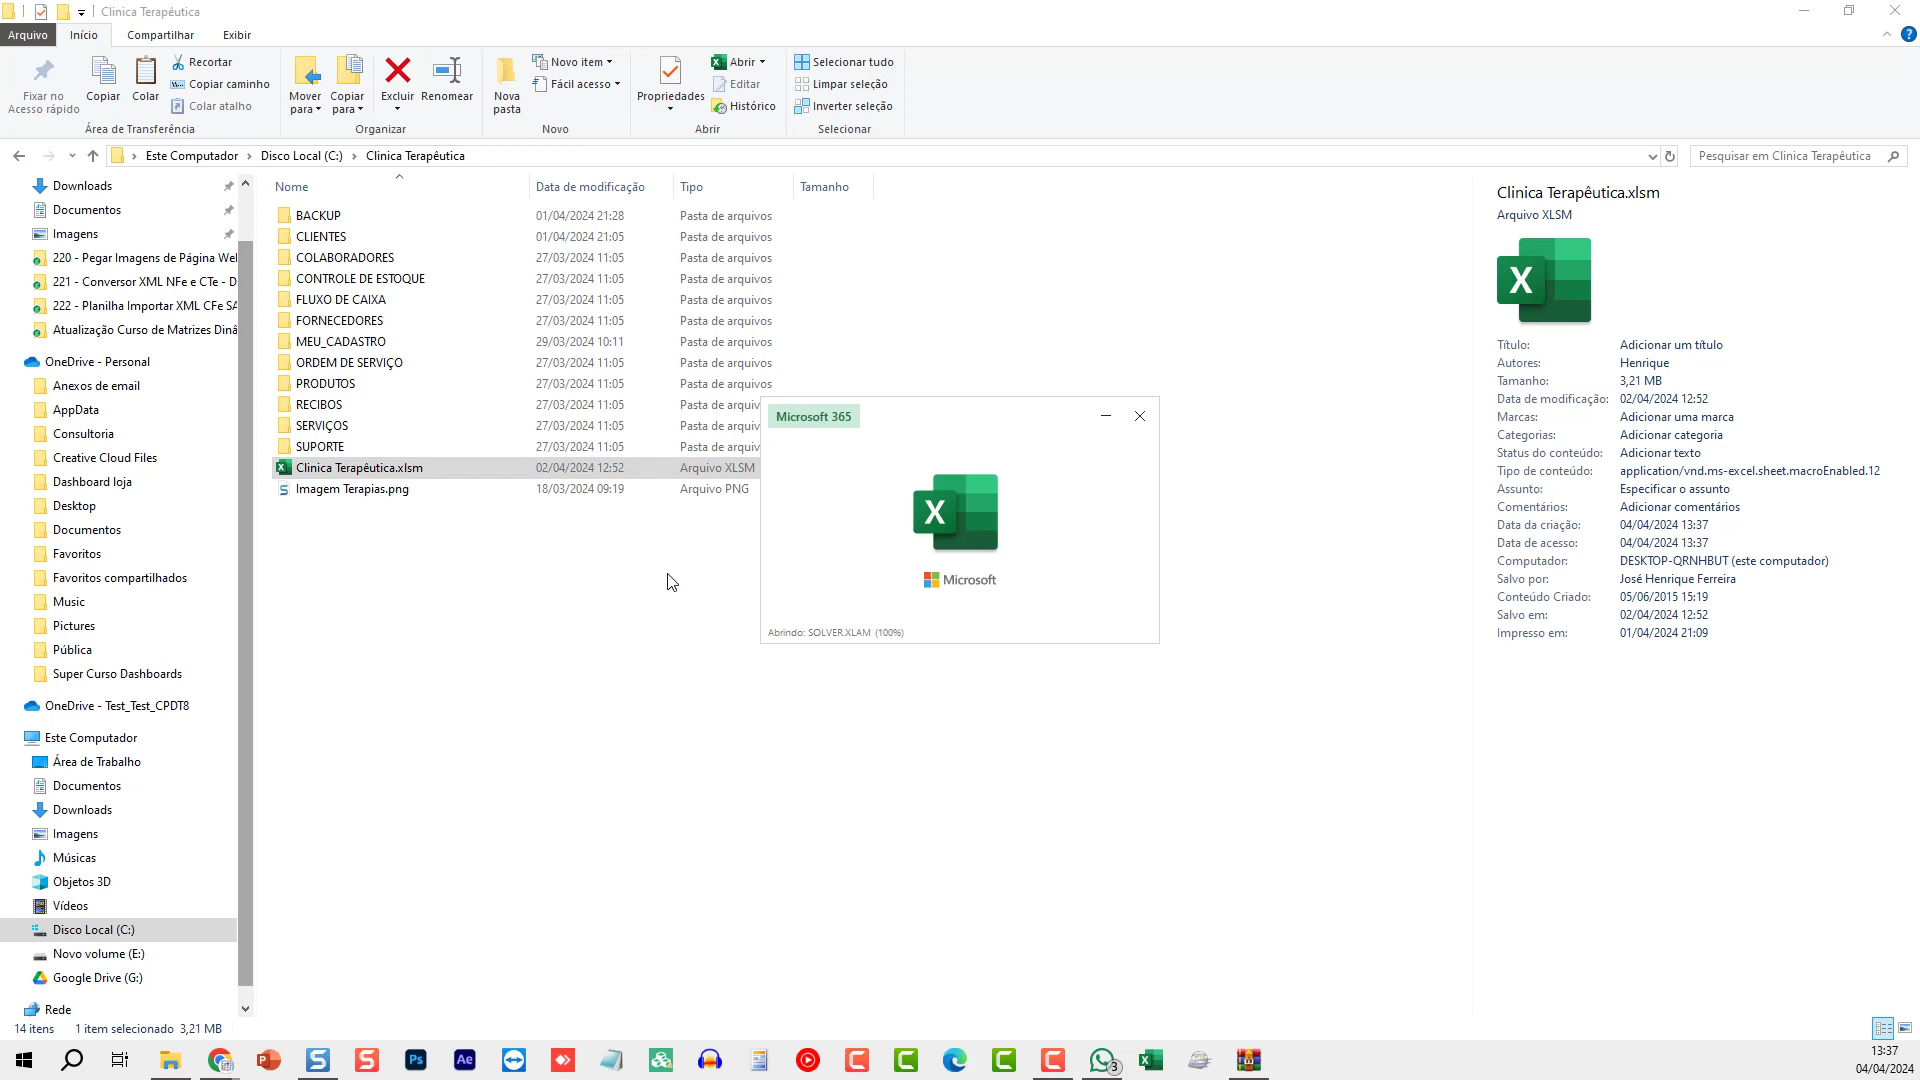 Clinica Terapêutica
Arquivo
Início
Compartilhar
Exibir
Fixar no
Acesso rápido
Copiar
Colar
Recortar
Copiar caminho
Colar atalho
Área de Transferência
Mover
para
Copiar
para
Excluir
Renomear
Organizar
Nova
pasta
Novo item
Fácil acesso
Novo
Propriedades
Abrir
Editar
Histórico
Abrir
Selecionar tudo
Limpar seleção
Inverter seleção
Selecionar
Este Computador
Disco Local (C:)
Clinica Terapêutica
Pesquisar em Clinica Terapêutica
Downloads
Documentos
Imagens
220 - Pegar Imagens de Página We
221 - Conversor XML NFe e CTe - D
222 - Planilha Importar XML CFe SA
Atualização Curso de Matrizes Dinâ
OneDrive - Personal
Anexos de email
AppData
Consultoria
Creative Cloud Files
Dashboard loja
Desktop
Documentos
Favoritos
Favoritos compartilhados
Music
Pictures
Pública
Super Curso Dashboards
OneDrive - Test_Test_CPDT8
Este Computador
Área de Trabalho
Documentos
Downloads
Imagens
Músicas
Objetos 3D
Vídeos
Disco Local (C:)
Novo volume (E:)
Google Drive (G:)
Rede
Nome Data de modificação Tipo Tamanho
BACKUP 01/04/2024 21:28 Pasta de arquivos
CLIENTES 01/04/2024 21:05 Pasta de arquivos
COLABORADORES 27/03/2024 11:05 Pasta de arquivos
CONTROLE DE ESTOQUE 27/03/2024 11:05 Pasta de arquivos
FLUXO DE CAIXA 27/03/2024 11:05 Pasta de arquivos
FORNECEDORES 27/03/2024 11:05 Pasta de arquivos
MEU_CADASTRO 29/03/2024 10:11 Pasta de arquivos
ORDEM DE SERVIÇO 27/03/2024 11:05 Pasta de arquivos
PRODUTOS 27/03/2024 11:05 Pasta de arquivos
RECIBOS 27/03/2024 11:05 Pasta de arquiv
SERVIÇOS 27/03/2024 11:05 Pasta de arquiv
SUPORTE 27/03/2024 11:05 Pasta de arquiv
Clinica Terapêutica.xlsm 02/04/2024 12:52 Arquivo XLSM
Imagem Terapias.png 18/03/2024 09:19 Arquivo PNG
Microsoft 365
X
Microsoft
Abrindo: SOLVER.XLAM (100%)
Clinica Terapêutica.xlsm
Arquivo XLSM
X
Título: Adicionar um título
Autores: Henrique
Tamanho: 3,21 MB
Data de modificação: 02/04/2024 12:52
Marcas: Adicionar uma marca
Categorias: Adicionar categoria
Status do conteúdo: Adicionar texto
Tipo de conteúdo: application/vnd.ms-excel.sheet.macroEnabled.12
Assunto: Especificar o assunto
Comentários: Adicionar comentários
Data da criação: 04/04/2024 13:37
Data de acesso: 04/04/2024 13:37
Computador: DESKTOP-QRNHBUT (este computador)
Salvo por: José Henrique Ferreira
Conteúdo Criado: 05/06/2015 15:19
Salvo em: 02/04/2024 12:52
Impresso em: 01/04/2024 21:09
14 itens 1 item selecionado 3,21 MB
Ps
Ae
3
13:37
04/04/2024